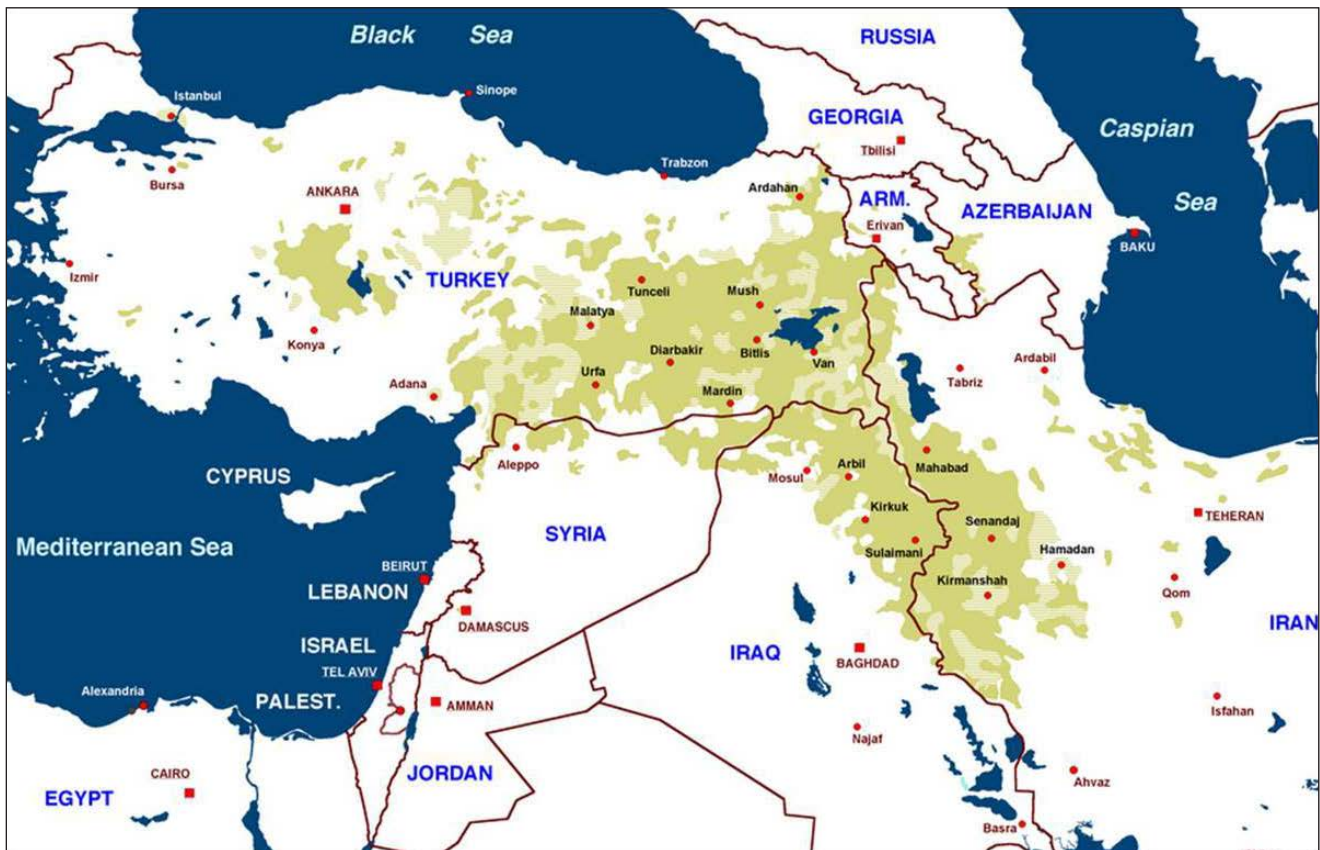 Black Sea
RUSSIA
Istanbul
Sinope
GEORGIA
Tbilisi
Caspian
Sea
Bursa
ANKARA
Trabzon
Ardahan
ARM.
Erivan
AZERBAIJAN
BAKU
Izmir
TURKEY
Tunceli
Mush
Malatya
Konya
Diarbakir
Bitlis
Van
Ardabil
Tabriz
Urfa
Adana
Mardin
Aleppo
Mosul
Arbil
Mahabad
CYPRUS
Kirkuk
Senandaj
TEHERAN
SYRIA
Mediterranean Sea
Sulaimani
Hamadan
BEIRUT
LEBANON
Kirmanshah
Qom
DAMASCUS
IRAN
ISRAEL
IRAQ
BAGHDAD
TEL AVIV
Alexandria
PALEST.
AMMAN
Isfahan
Najaf
CAIRO
JORDAN
EGYPT
Ahvaz
Basra